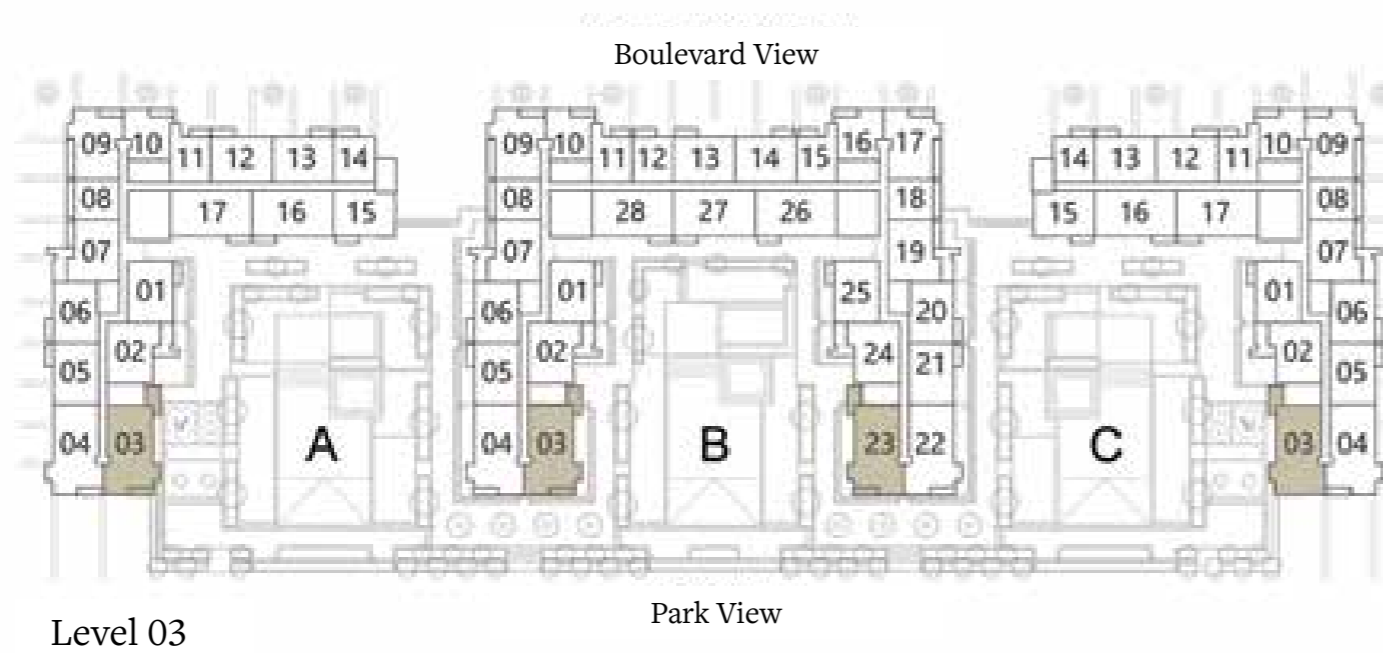 Boulevard View
09 10 11 12 13 14 09 10 11 12 13 14 15 16 17 14 13 12 11 10 09
08 17 16 15 08 28 27 26 18 15 16 17 08
07 07 19 07
01 01 25 01
06 06 20 06
02 02 24 02
05 05 21 05
04 03 A 04 03 B 23 22 C 03 04
Park View
Level 03